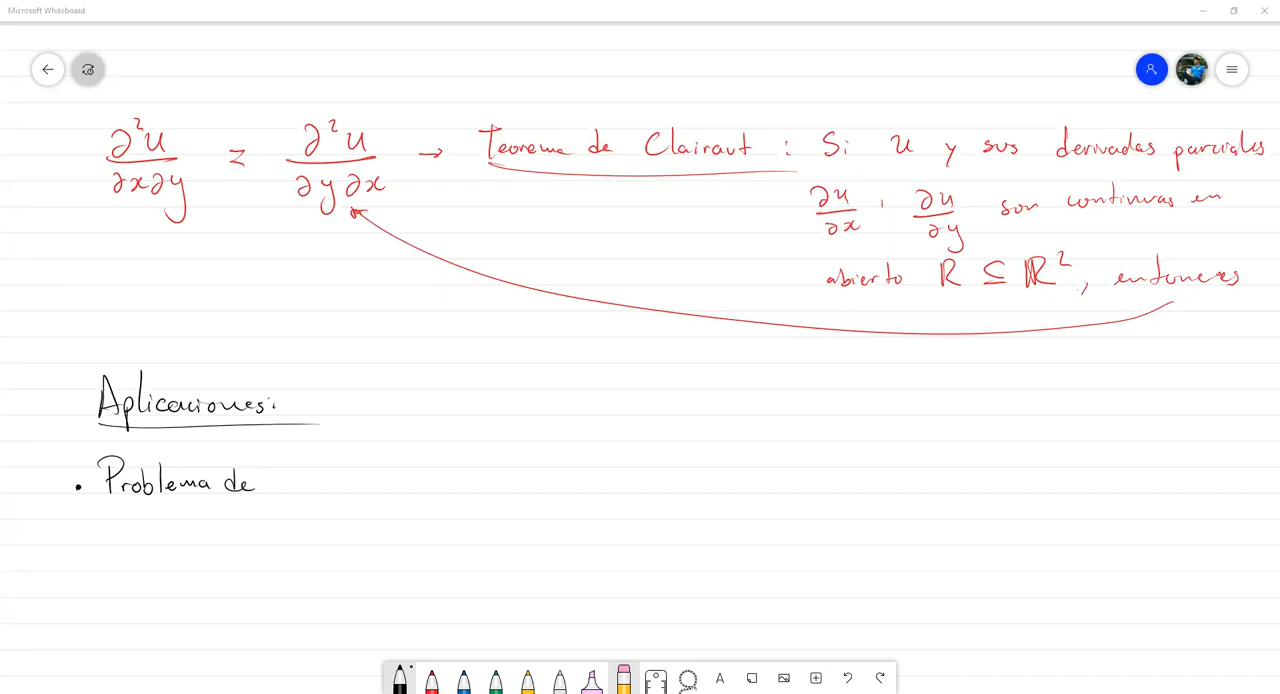 Microsoft Whiteboard
∂²u/∂x∂y = ∂²u/∂y∂x → Teorema de Clairaut : Si u y sus derivadas parciales
∂u/∂x , ∂u/∂y son continuas en
abierto R ⊆ ℝ², entonces
Aplicaciones:
• Problema de
A